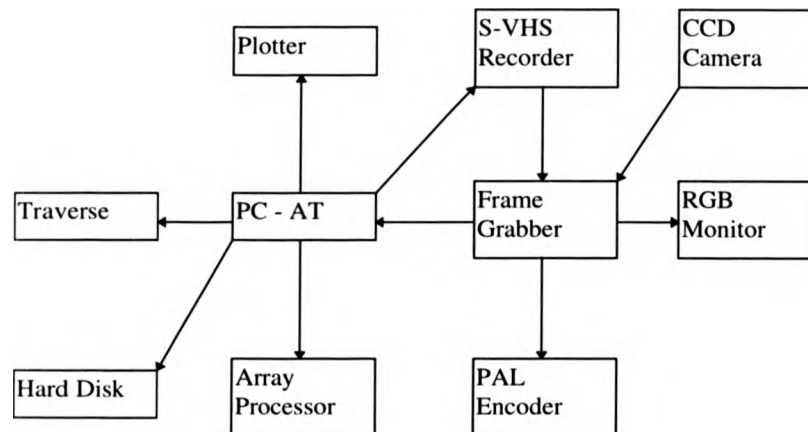 Plotter
S-VHS
Recorder
CCD
Camera
Traverse
PC - AT
Frame
Grabber
RGB
Monitor
Hard Disk
Array
Processor
PAL
Encoder